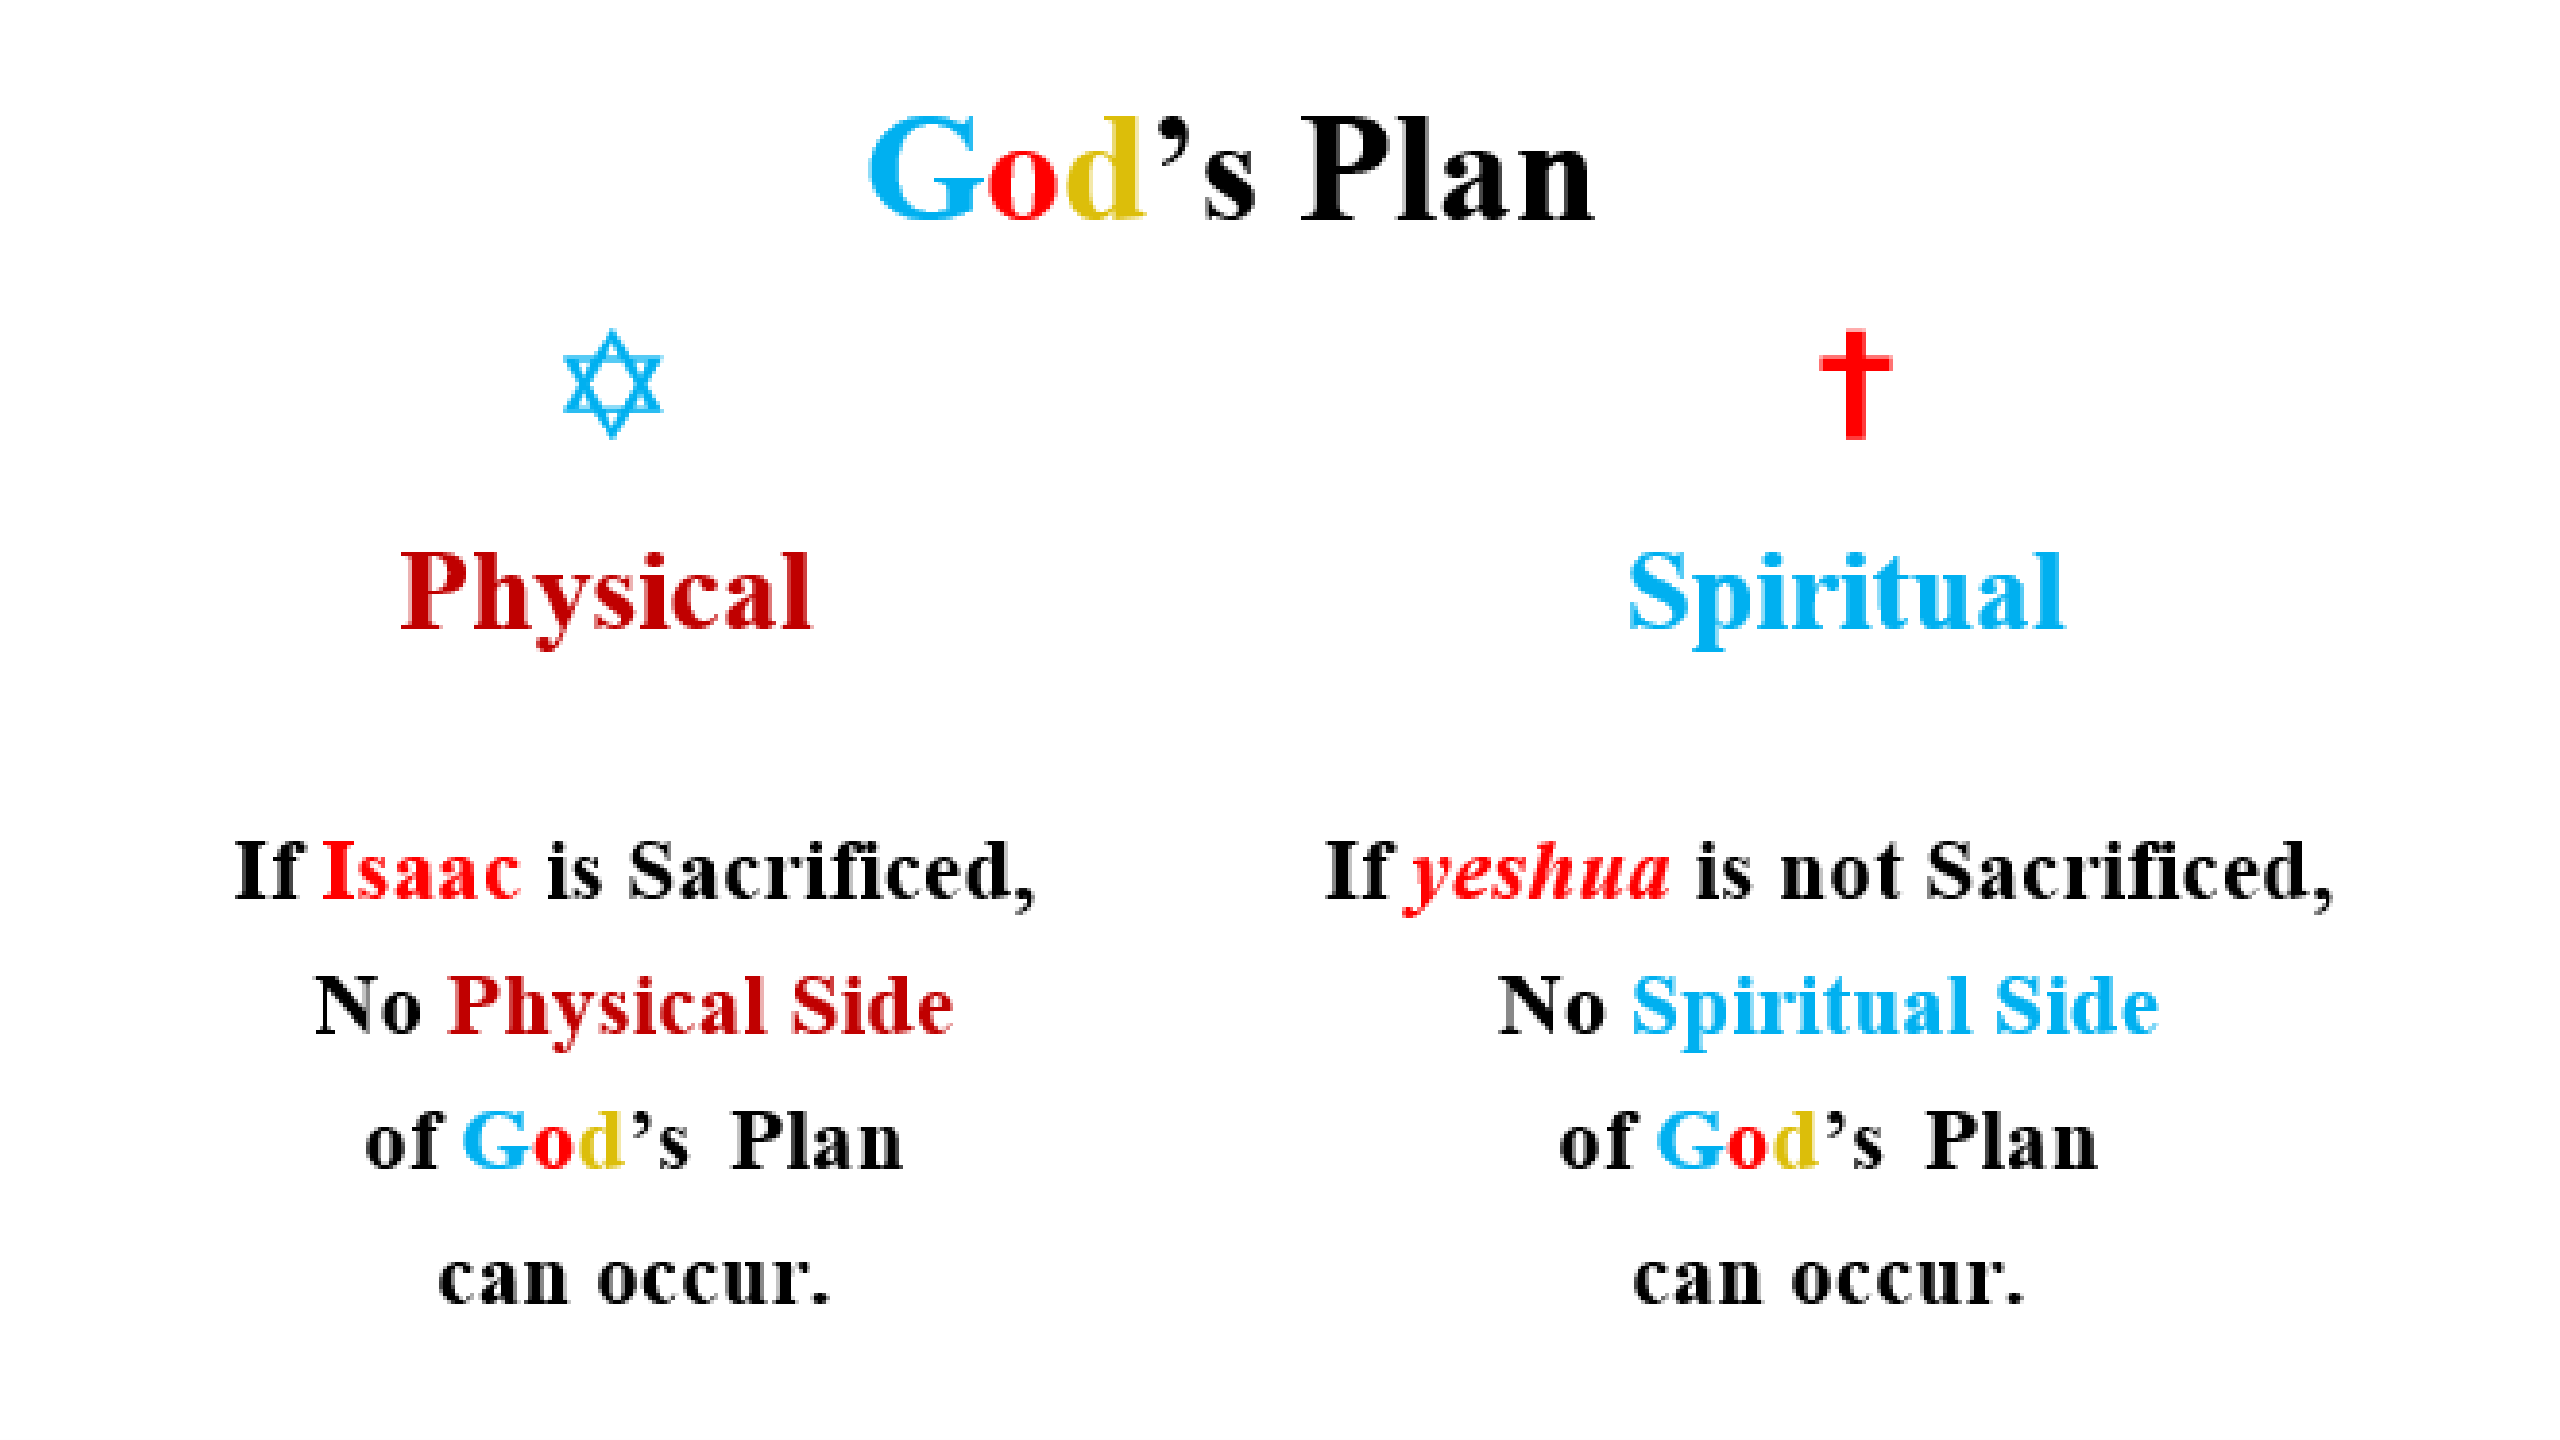 God’s Plan
✡ ✝
Physical Spiritual
If Isaac is Sacrificed,
No Physical Side
of God’s Plan
can occur.
If yeshua is not Sacrificed,
No Spiritual Side
of God’s Plan
can occur.